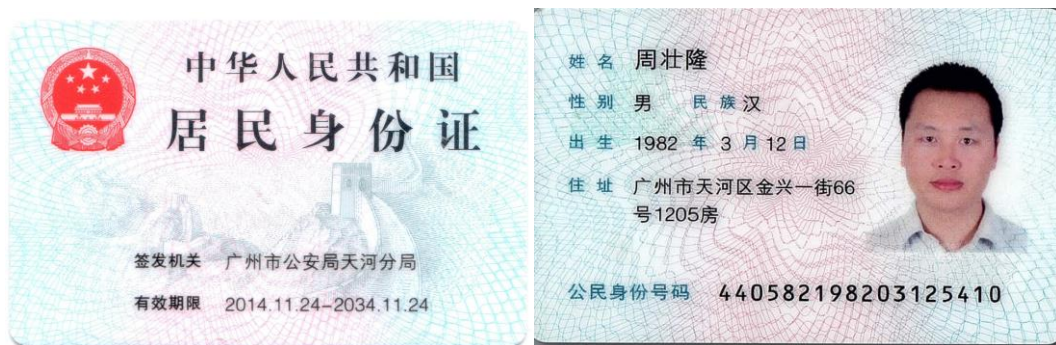 中华人民共和国
居民身份证
签发机关 广州市公安局天河分局
有效期限 2014.11.24-2034.11.24
姓名 周壮隆
性别 男 民族 汉
出生 1982 年 3 月 12 日
住址 广州市天河区金兴一街66
号1205房
公民身份号码 440582198203125410